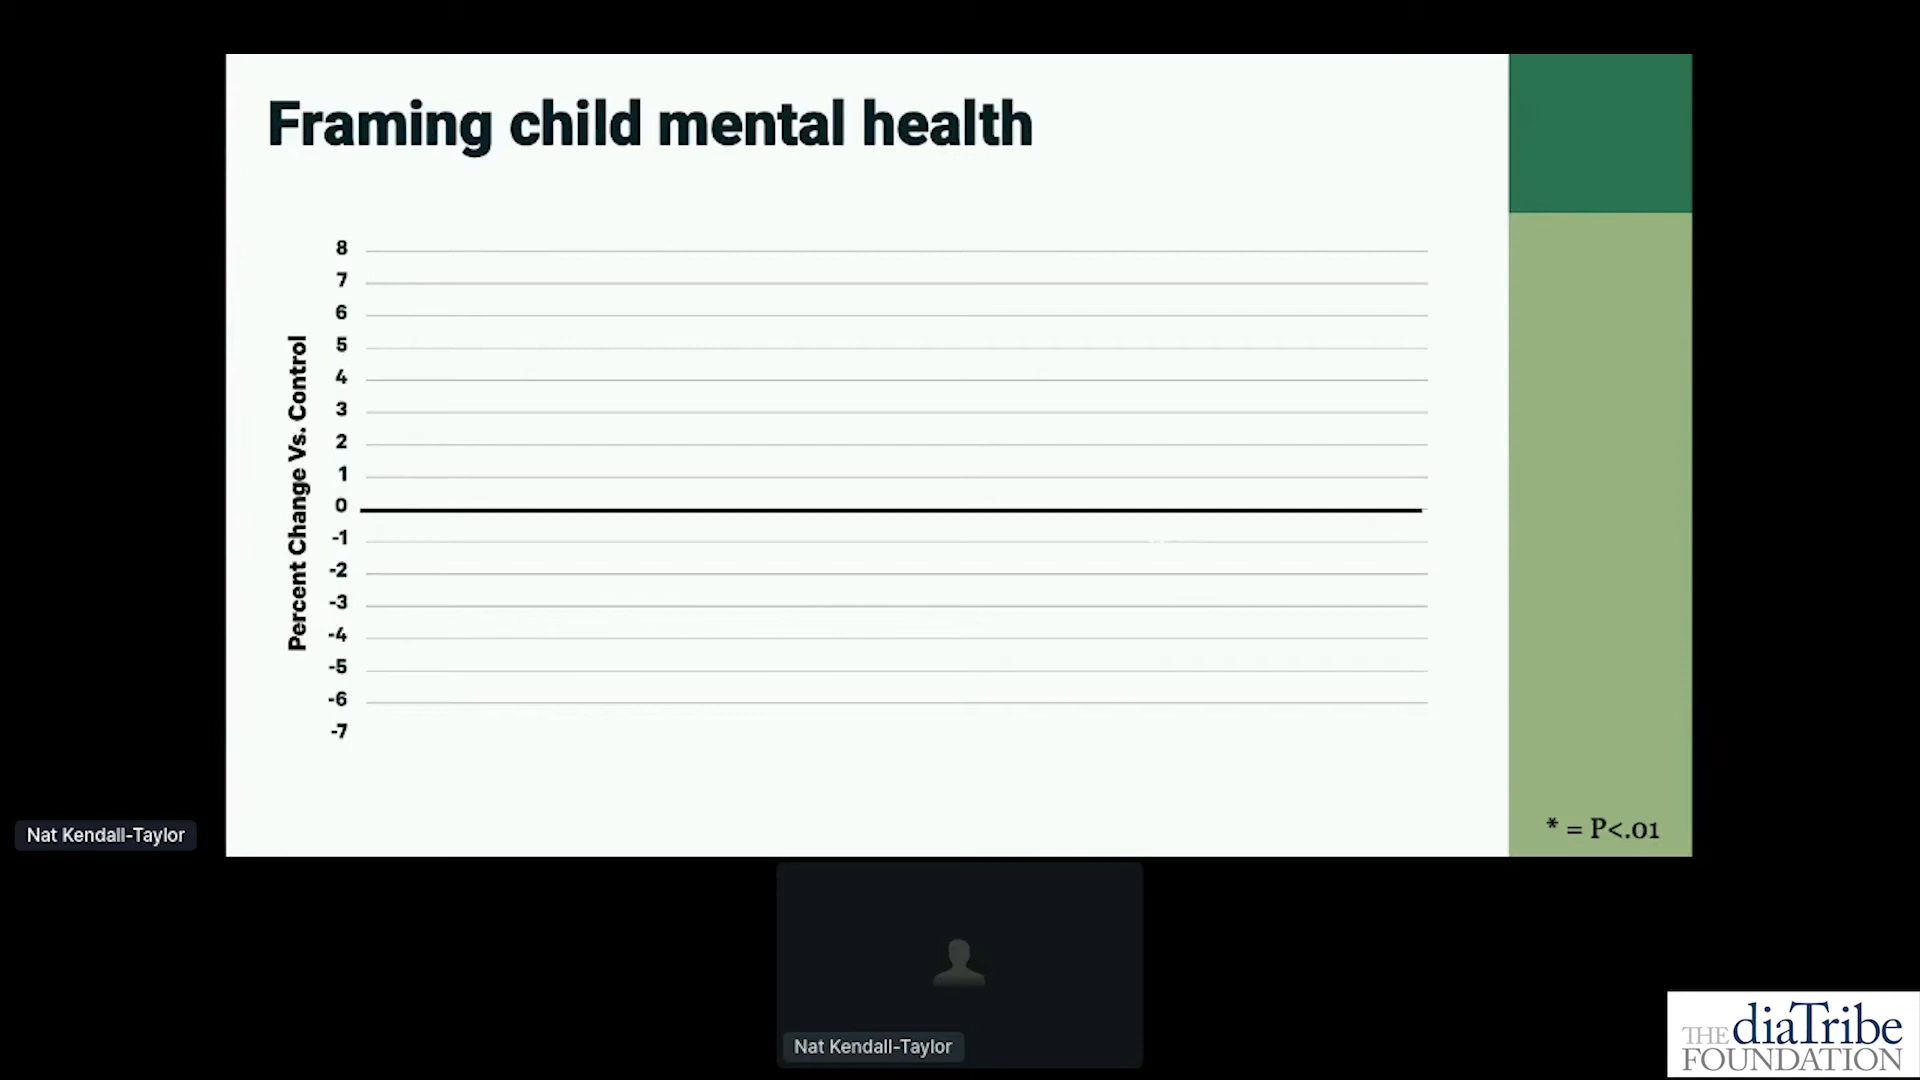 Framing child mental health
Percent Change Vs. Control
8
7
6
5
4
3
2
1
0
-1
-2
-3
-4
-5
-6
-7
* = P<.01
Nat Kendall-Taylor
Nat Kendall-Taylor
THE diaTribe
FOUNDATION